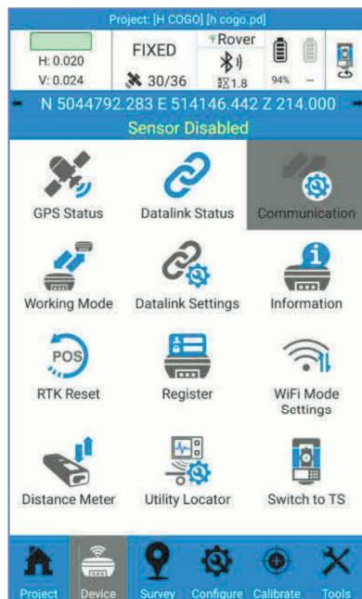 Project: [H COGO] [h cogo.pd]
H: 0.020
V: 0.024
FIXED
30/36
Rover
1.8
94%
--
N 5044792.283 E 514146.442 Z 214.000
Sensor Disabled
GPS Status
Datalink Status
Communication
Working Mode
Datalink Settings
Information
RTK Reset
POS
Register
WiFi Mode
Settings
Distance Meter
Utility Locator
Switch to TS
Project
Device
Survey
Configure
Calibrate
Tools